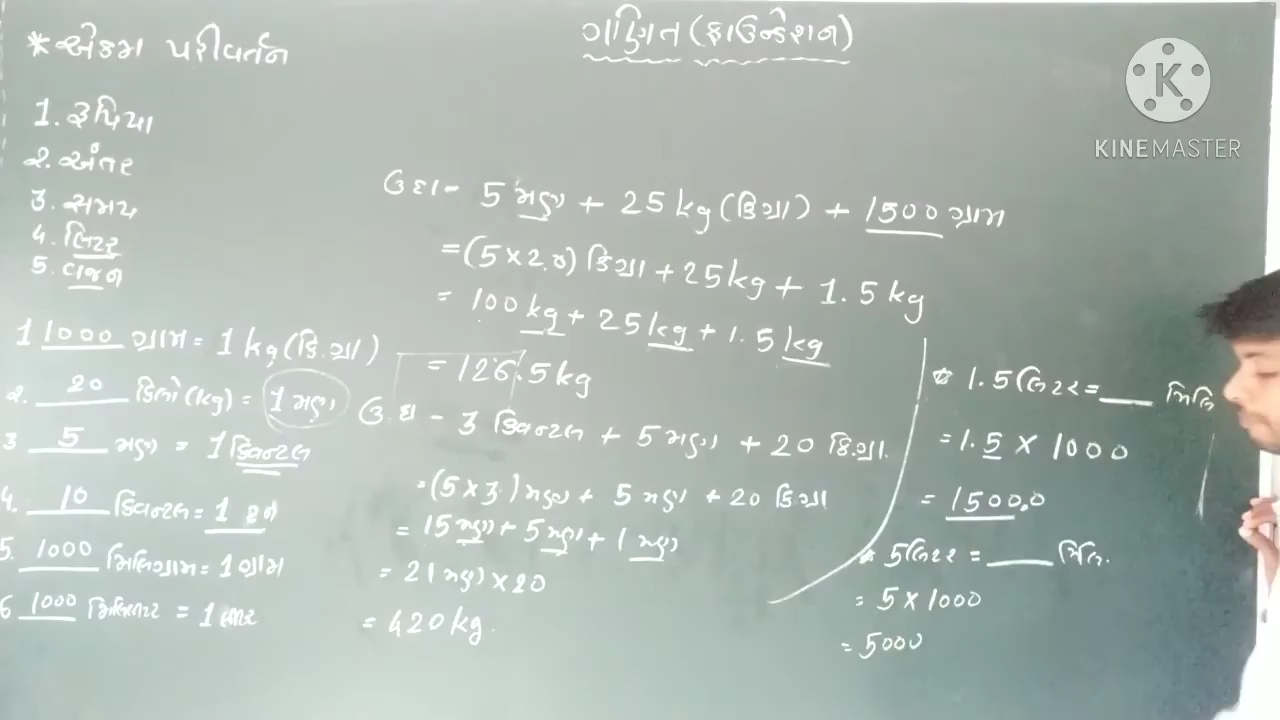 ગણિત (ફાઉન્ડેશન)
* એકમ પરીવર્તન
1. રૂપિયા
2. અંતર
3. સમય
4. લિટર
5. વજન
1 1000 ગ્રામ = 1 kg (કિ.ગ્રા)
2. 20 કિલો (kg) = 1 મણ
3 5 મણ = 1 ક્વિન્ટલ
4. 10 ક્વિન્ટલ = 1 ટન
5. 1000 મિલિગ્રામ = 1 ગ્રામ
6 1000 મિલિલિટર = 1 લીટર
ઉદા - 5 મણ + 25 kg (કિગ્રા) + 1500 ગ્રામ
= (5 × 20) કિગ્રા + 25 kg + 1.5 kg
= 100 kg + 25 kg + 1.5 kg
= 126.5 kg
ઉ.દા - 3 ક્વિન્ટલ + 5 મણ + 20 કિ.ગ્રા.
= (5 × 3) મણ + 5 મણ + 20 કિગ્રા
= 15 મણ + 5 મણ + 1 મણ
= 21 મણ × 20
= 420 kg.
* 1.5 લિટર = ___ મિલિ
= 1.5 × 1000
= 1500.0
* 5 લિટર = ___ મિલિ.
= 5 × 1000
= 5000
K
KINEMASTER